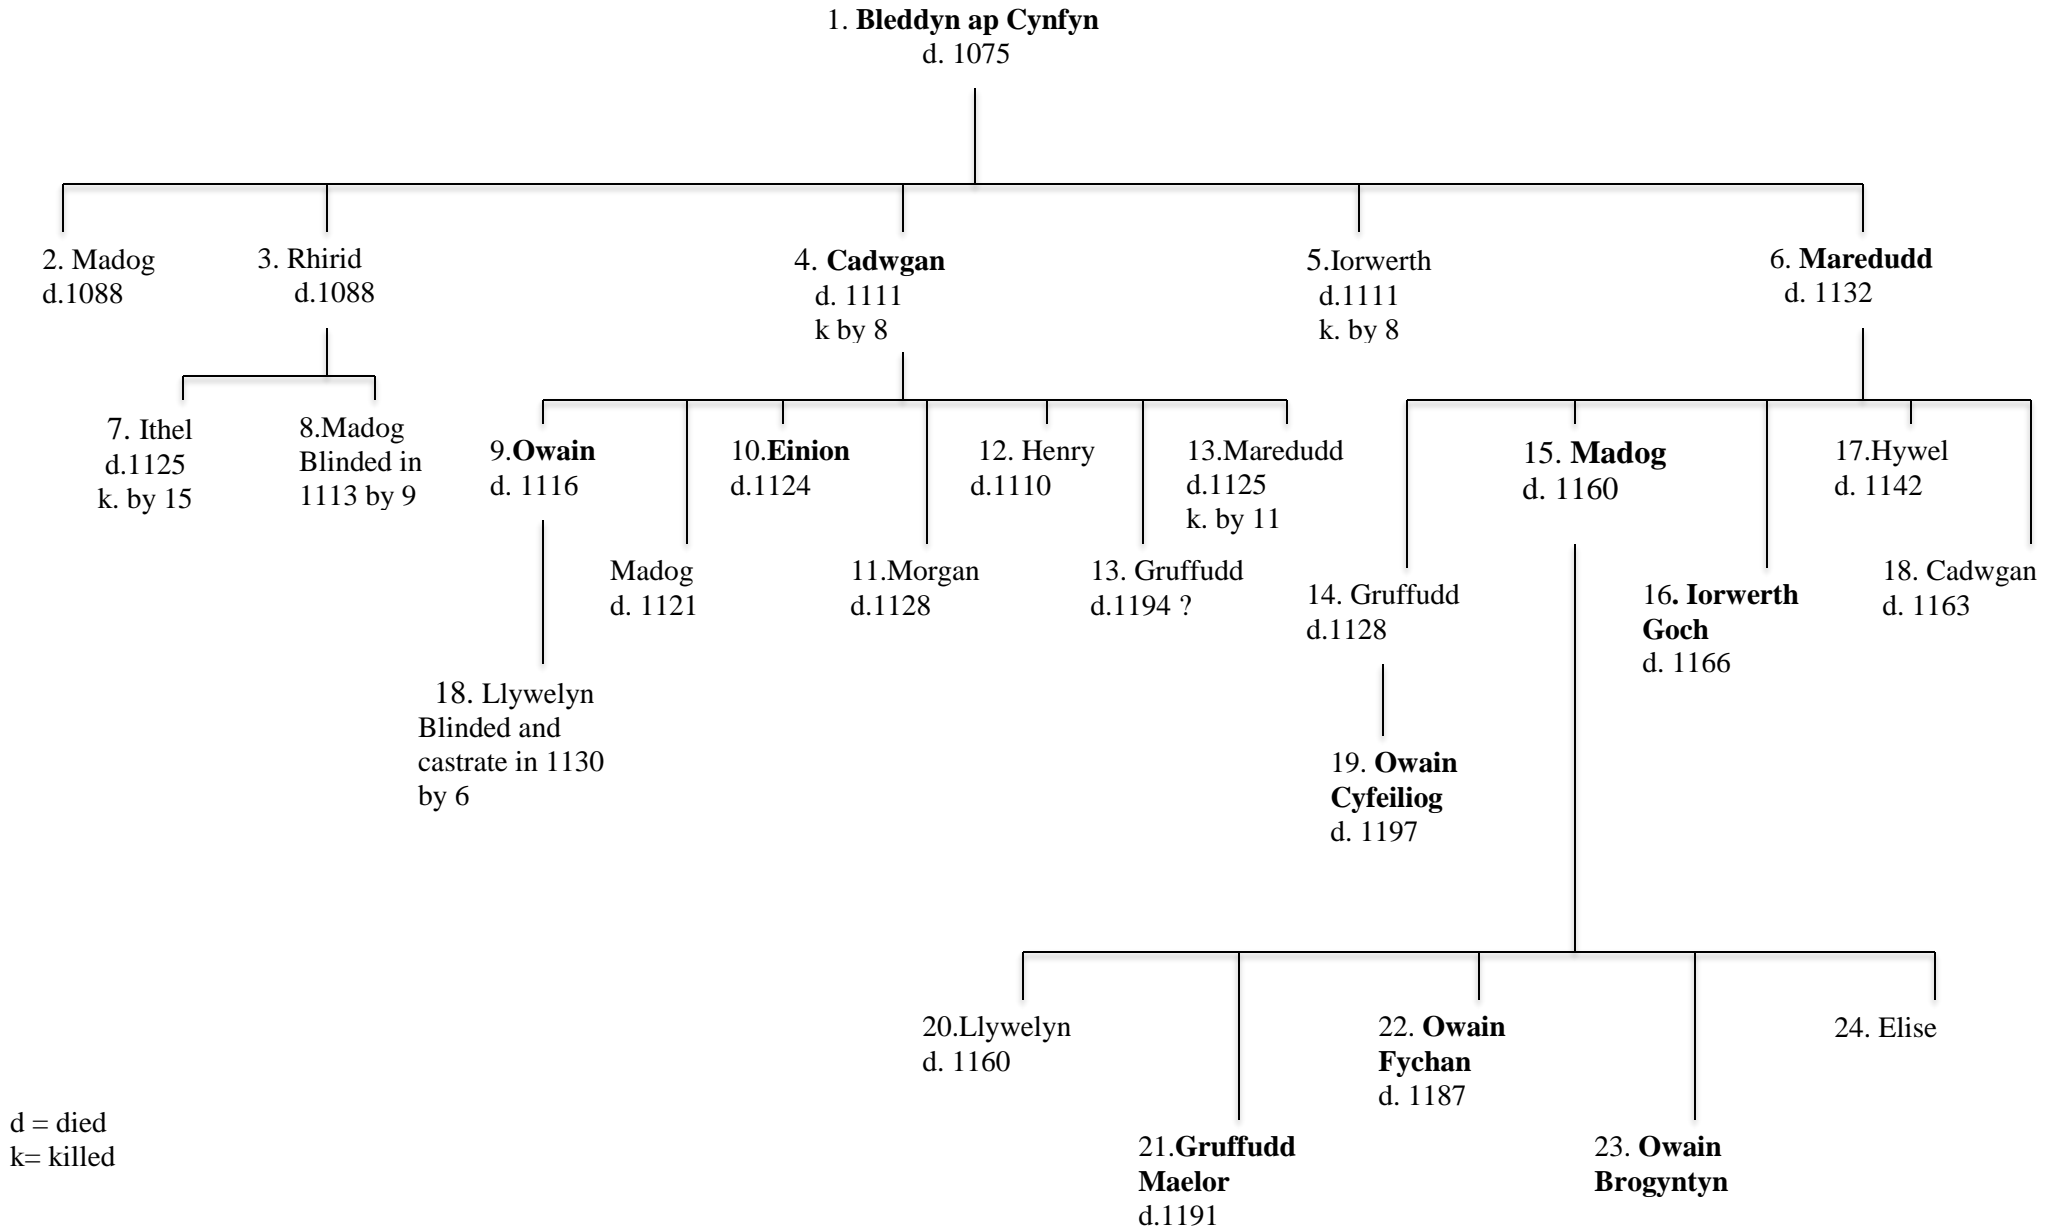 1. Bleddyn ap Cynfyn
d. 1075
2. Madog
d.1088
3. Rhirid
d.1088
4. Cadwgan
d. 1111
k by 8
5.Iorwerth
d.1111
k. by 8
6. Maredudd
d. 1132
7. Ithel
d.1125
k. by 15
8.Madog
Blinded in
1113 by 9
9.Owain
d. 1116
10.Einion
d.1124
12. Henry
d.1110
13.Maredudd
d.1125
k. by 11
15. Madog
d. 1160
17.Hywel
d. 1142
Madog
d. 1121
11.Morgan
d.1128
13. Gruffudd
d.1194 ?
14. Gruffudd
d.1128
16. Iorwerth
Goch
d. 1166
18. Cadwgan
d. 1163
18. Llywelyn
Blinded and
castrate in 1130
by 6
19. Owain
Cyfeiliog
d. 1197
20.Llywelyn
d. 1160
22. Owain
Fychan
d. 1187
24. Elise
21.Gruffudd
Maelor
d.1191
23. Owain
Brogyntyn
d = died
k= killed